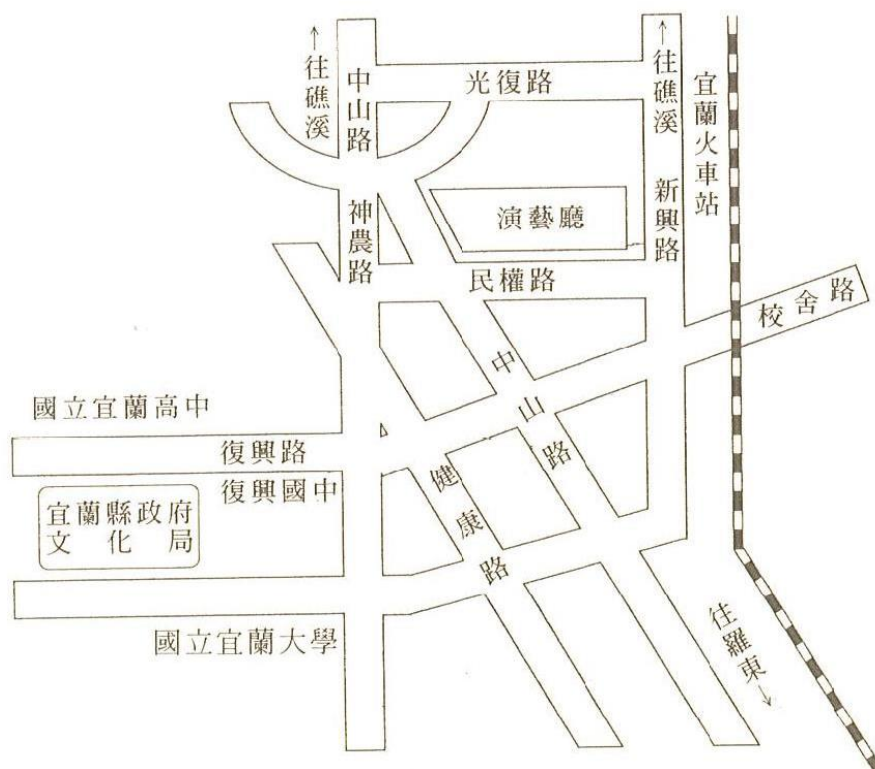 ↑往礁溪
中山路
光復路
↑往礁溪
宜蘭火車站
新興路
演藝廳
神農路
民權路
校舍路
中山路
國立宜蘭高中
復興路
復興國中
健康路
宜蘭縣政府
文化局
國立宜蘭大學
往羅東→